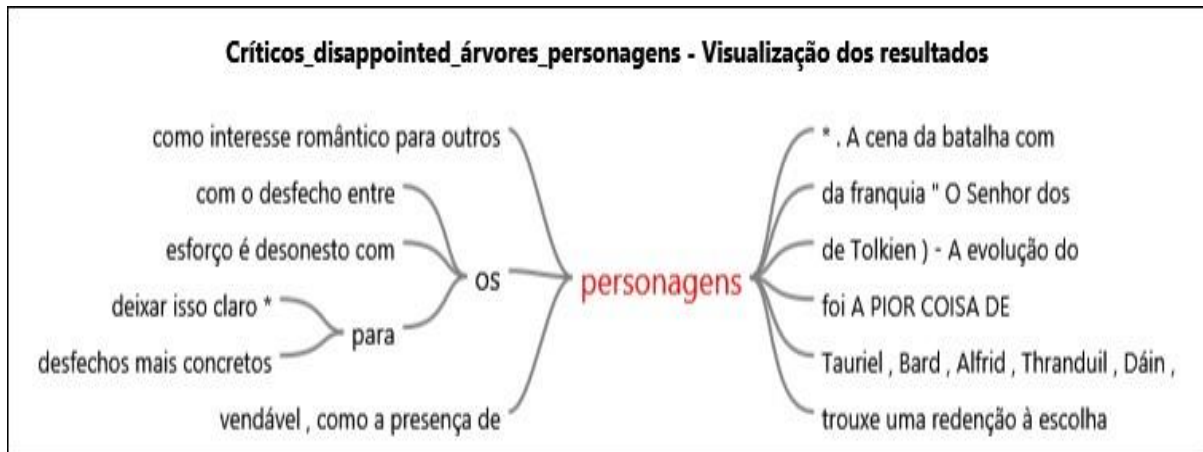 Críticos_disappointed_árvores_personagens - Visualização dos resultados
como interesse romântico para outros
com o desfecho entre
esforço é desonesto com
os
deixar isso claro *
para
desfechos mais concretos
vendável , como a presença de
personagens
* . A cena da batalha com
da franquia " O Senhor dos
de Tolkien ) - A evolução do
foi A PIOR COISA DE
Tauriel , Bard , Alfrid , Thranduil , Dáin ,
trouxe uma redenção à escolha